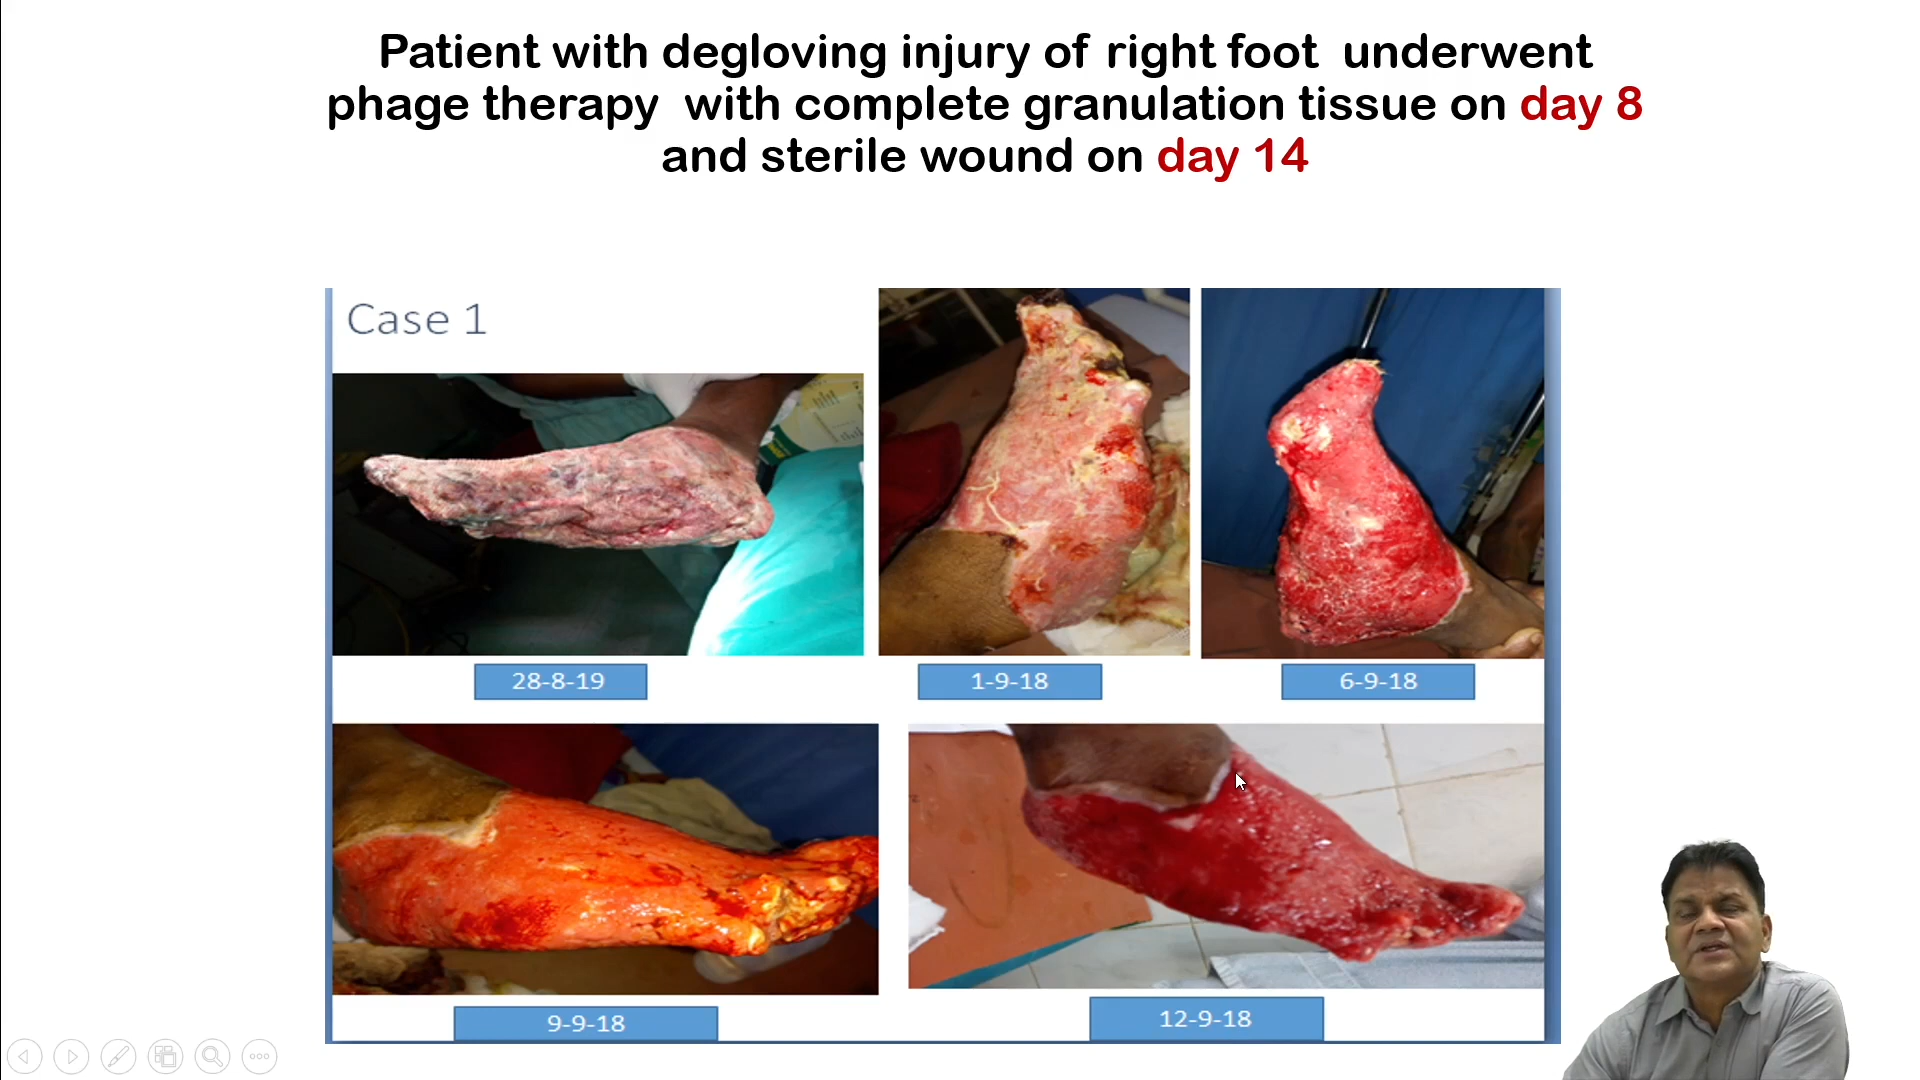 Patient with degloving injury of right foot underwent
phage therapy with complete granulation tissue on day 8
and sterile wound on day 14
Case 1
28-8-19
1-9-18
6-9-18
9-9-18
12-9-18